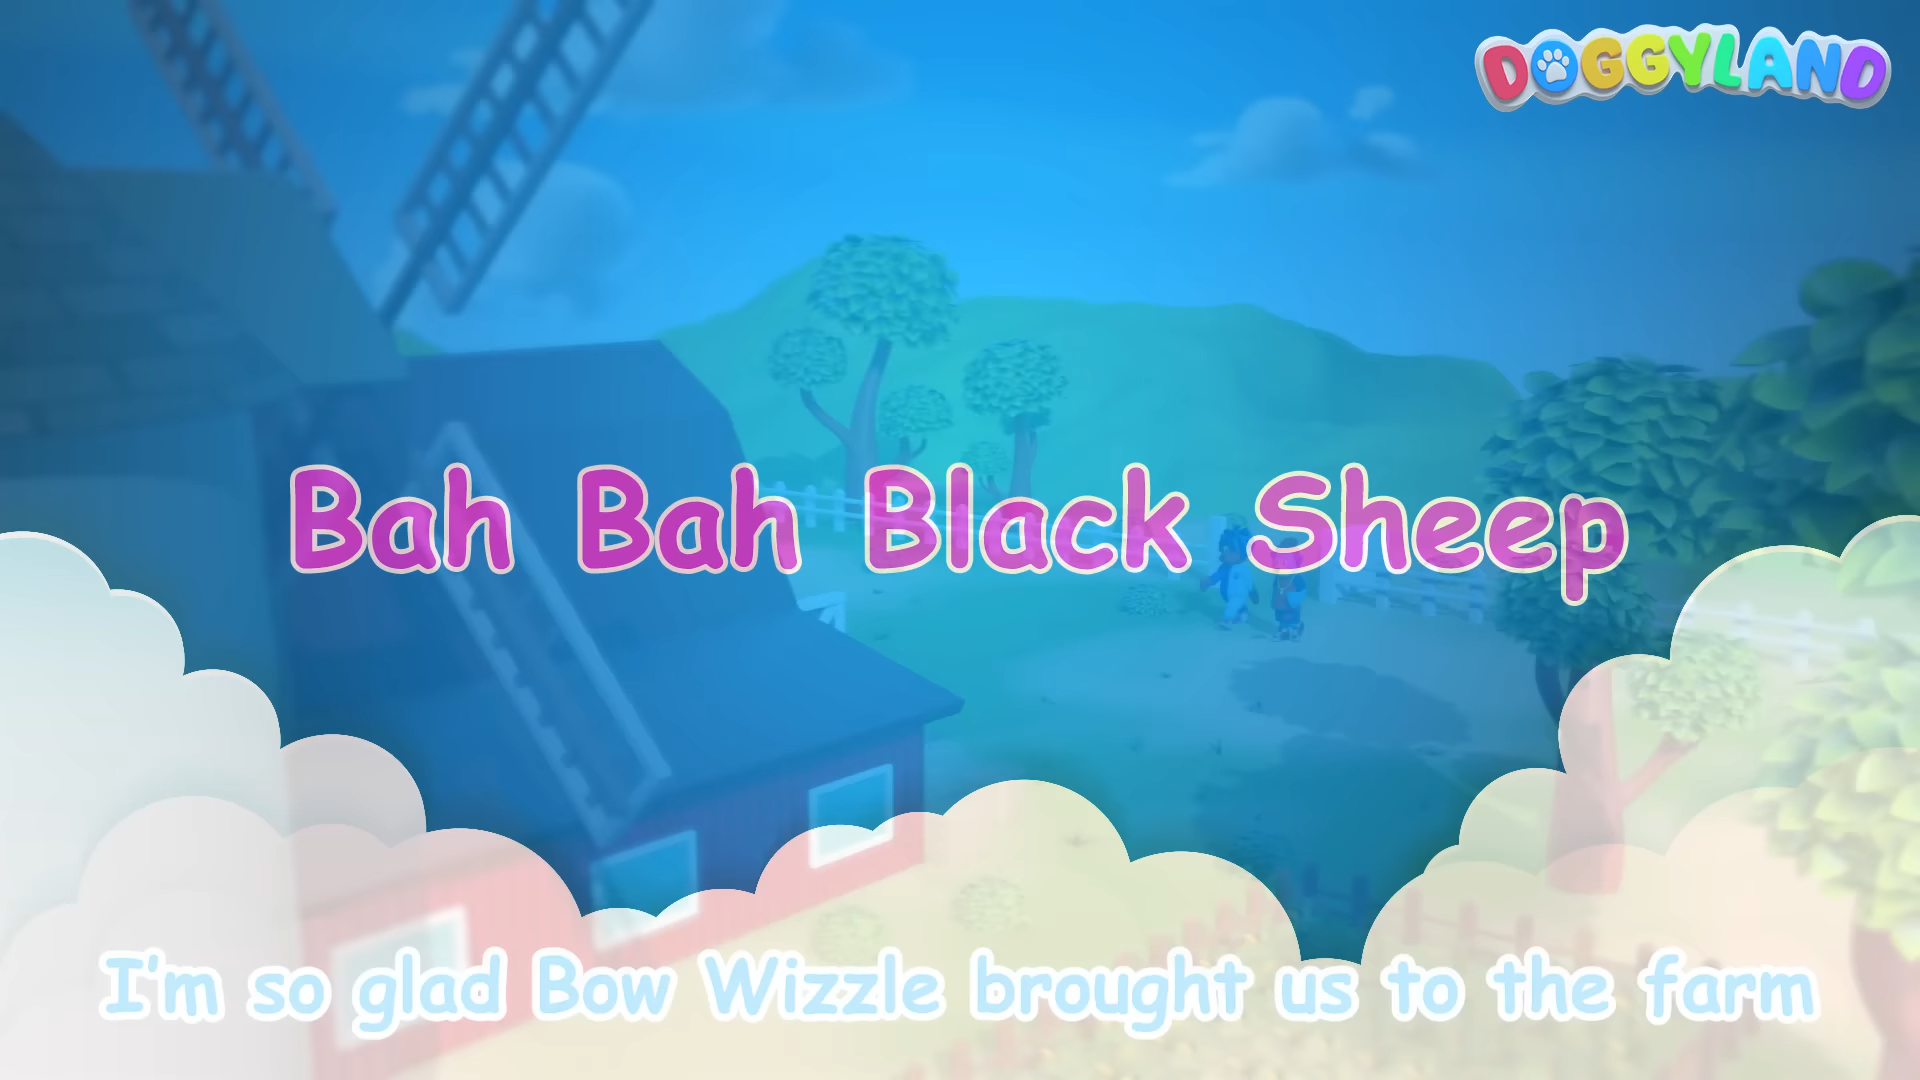 DOGGYLAND
Bah Bah Black Sheep
I'm so glad Bow Wizzle brought us to the farm